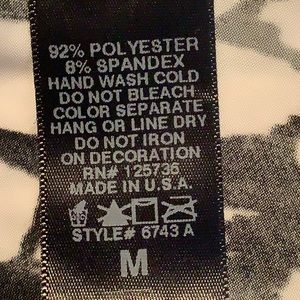 92% POLYESTER
8% SPANDEX
HAND WASH COLD
DO NOT BLEACH
COLOR SEPARATE
HANG OR LINE DRY
DO NOT IRON
ON DECORATION
RN# 125736
MADE IN U.S.A.
STYLE# 6743 A
M